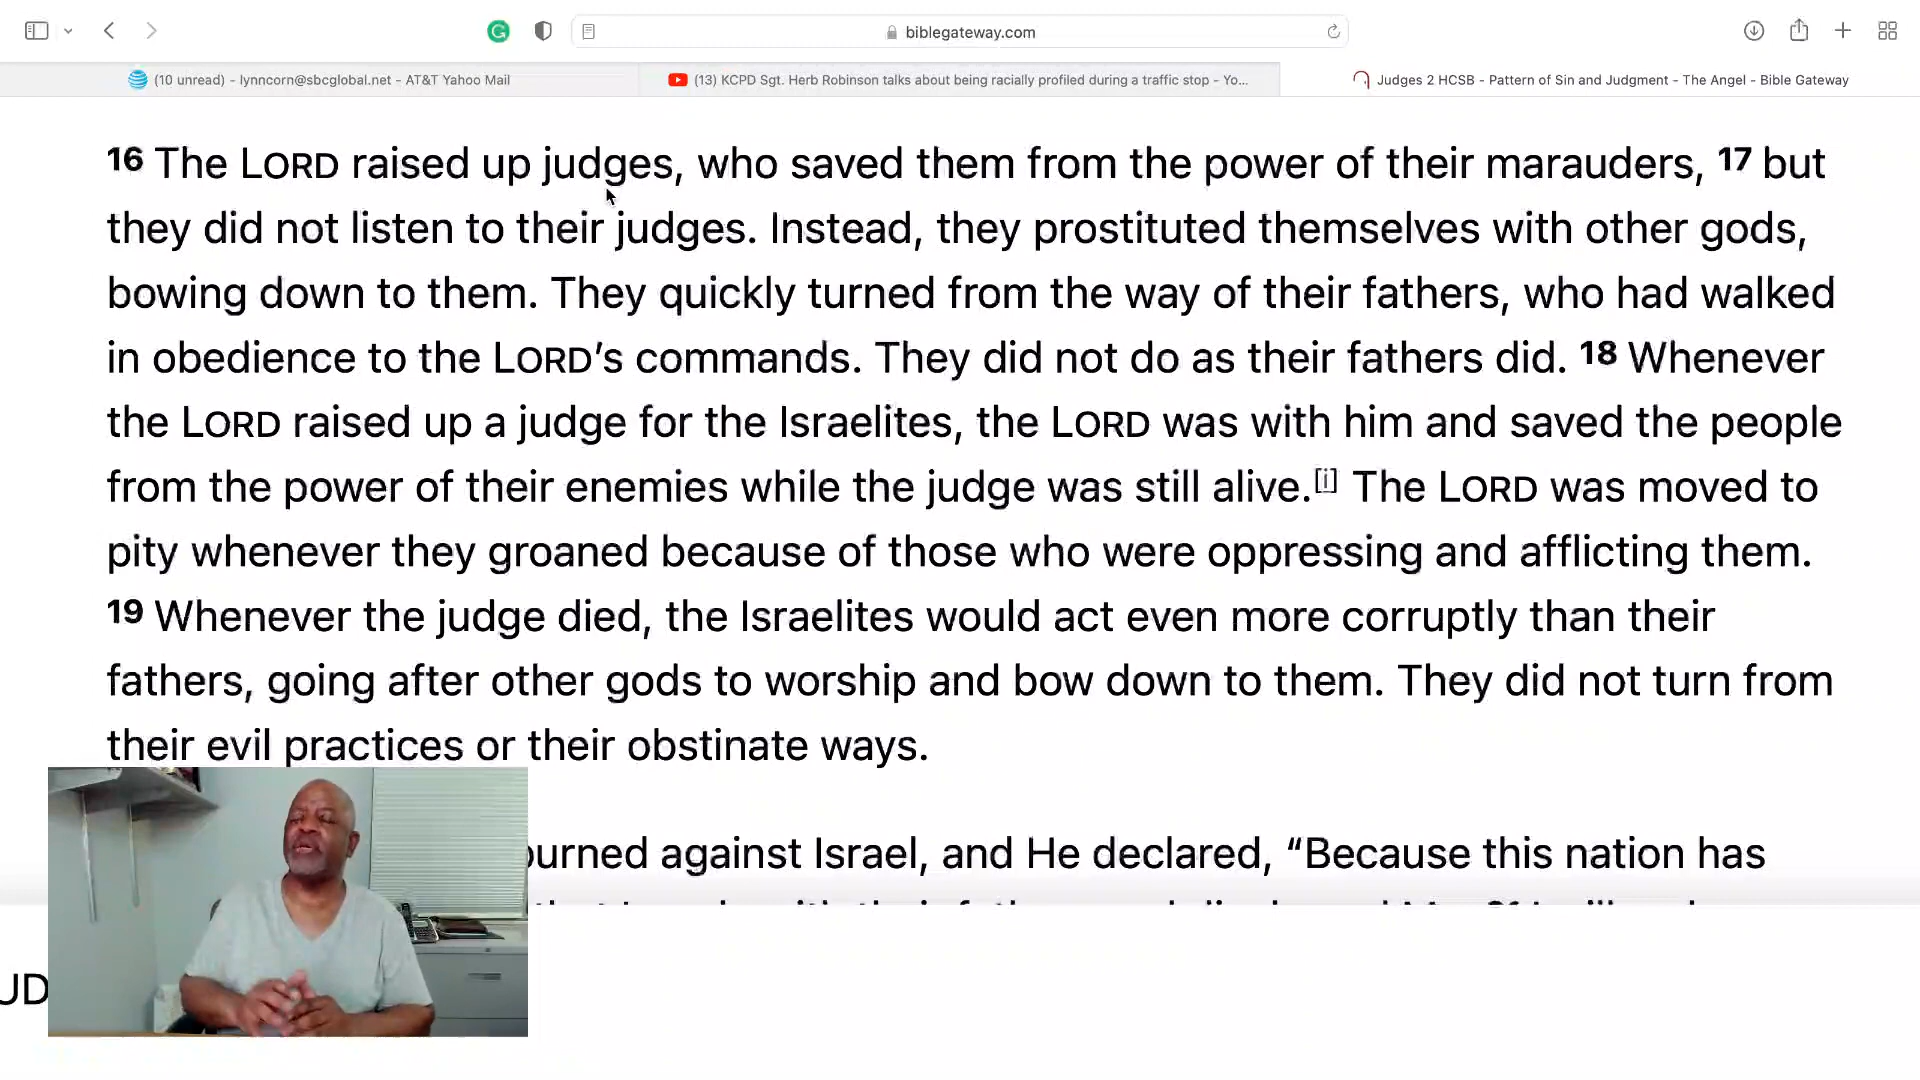 biblegateway.com
(10 unread) - lynncorn@sbcglobal.net - AT&T Yahoo Mail
(13) KCPD Sgt. Herb Robinson talks about being racially profiled during a traffic stop - Yo...
Judges 2 HCSB - Pattern of Sin and Judgment - The Angel - Bible Gateway
16 The LORD raised up judges, who saved them from the power of their marauders, 17 but
they did not listen to their judges. Instead, they prostituted themselves with other gods,
bowing down to them. They quickly turned from the way of their fathers, who had walked
in obedience to the LORD’s commands. They did not do as their fathers did. 18 Whenever
the LORD raised up a judge for the Israelites, the LORD was with him and saved the people
from the power of their enemies while the judge was still alive.[i] The LORD was moved to
pity whenever they groaned because of those who were oppressing and afflicting them.
19 Whenever the judge died, the Israelites would act even more corruptly than their
fathers, going after other gods to worship and bow down to them. They did not turn from
their evil practices or their obstinate ways.
against Israel, and He declared, “Because this nation has